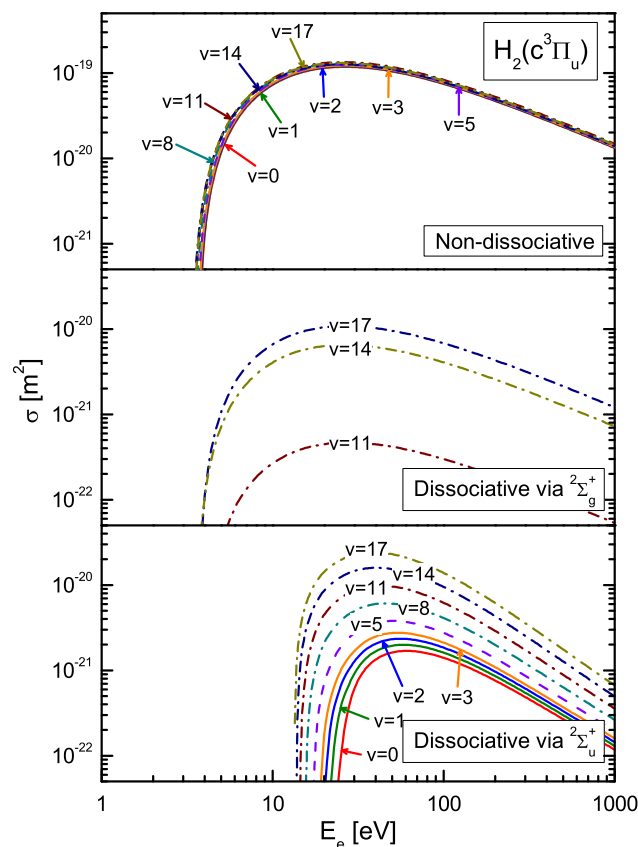 H₂(c³Πᵤ)
v=17
v=14
v=11
v=8
v=0
v=1
v=2
v=3
v=5
Non-dissociative
10⁻¹⁹
10⁻²⁰
10⁻²¹
v=17
v=14
v=11
Dissociative via ²Σg⁺
10⁻²⁰
10⁻²¹
10⁻²²
σ [m²]
v=17
v=14
v=11
v=8
v=5
v=2
v=3
v=1
v=0
Dissociative via ²Σᵤ⁺
10⁻²⁰
10⁻²¹
10⁻²²
1 10 100 1000
Eₑ [eV]